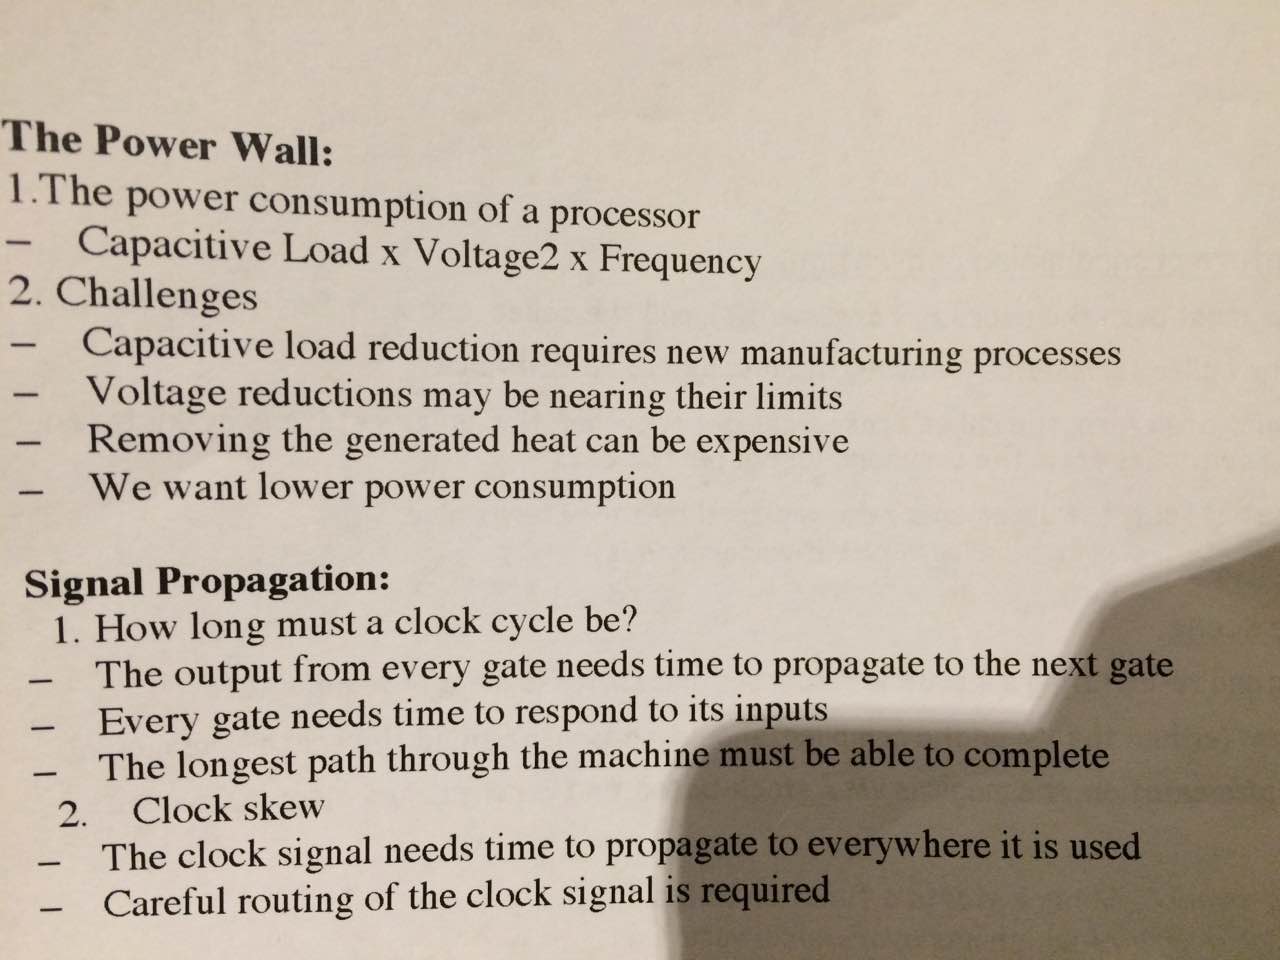 The Power Wall:
1.The power consumption of a processor
– Capacitive Load x Voltage2 x Frequency
2. Challenges
– Capacitive load reduction requires new manufacturing processes
– Voltage reductions may be nearing their limits
– Removing the generated heat can be expensive
– We want lower power consumption
Signal Propagation:
1. How long must a clock cycle be?
– The output from every gate needs time to propagate to the next gate
– Every gate needs time to respond to its inputs
– The longest path through the machine must be able to complete
2. Clock skew
– The clock signal needs time to propagate to everywhere it is used
– Careful routing of the clock signal is required